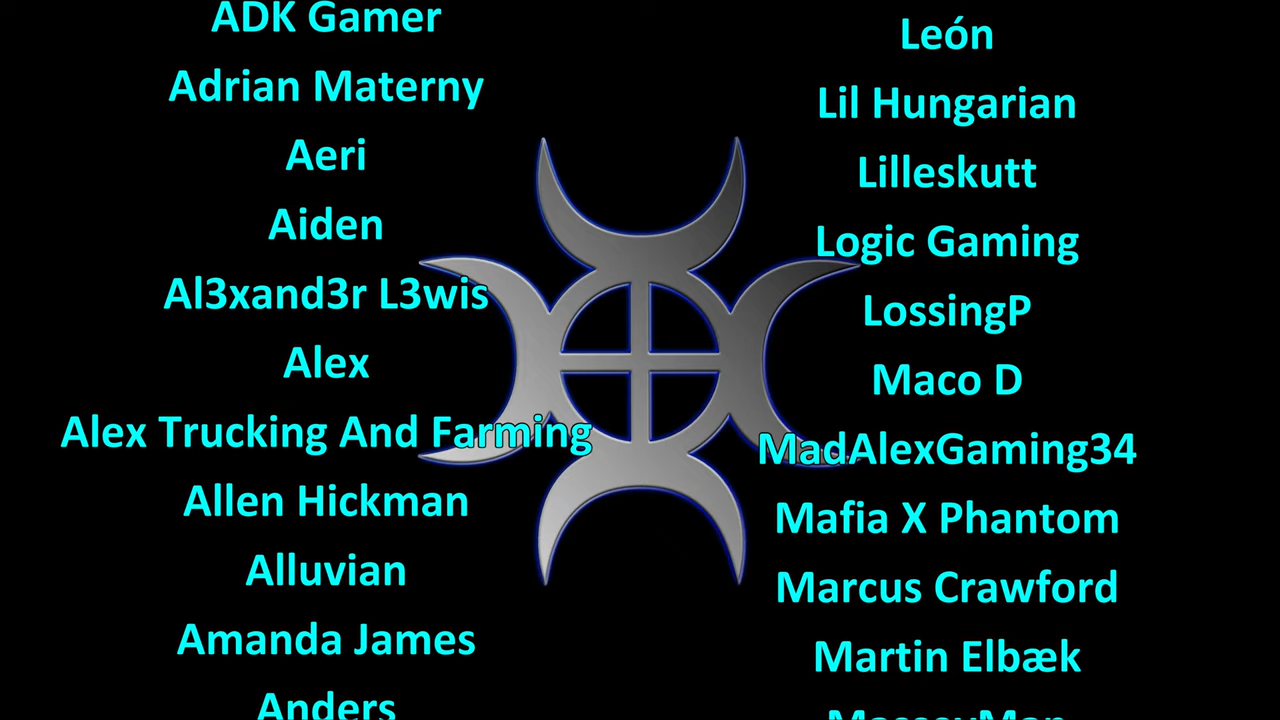 ADK Gamer
Adrian Materny
Aeri
Aiden
Al3xand3r L3wis
Alex
Alex Trucking And Farming
Allen Hickman
Alluvian
Amanda James
Anders
León
Lil Hungarian
Lilleskutt
Logic Gaming
LossingP
Maco D
MadAlexGaming34
Mafia X Phantom
Marcus Crawford
Martin Elbæk